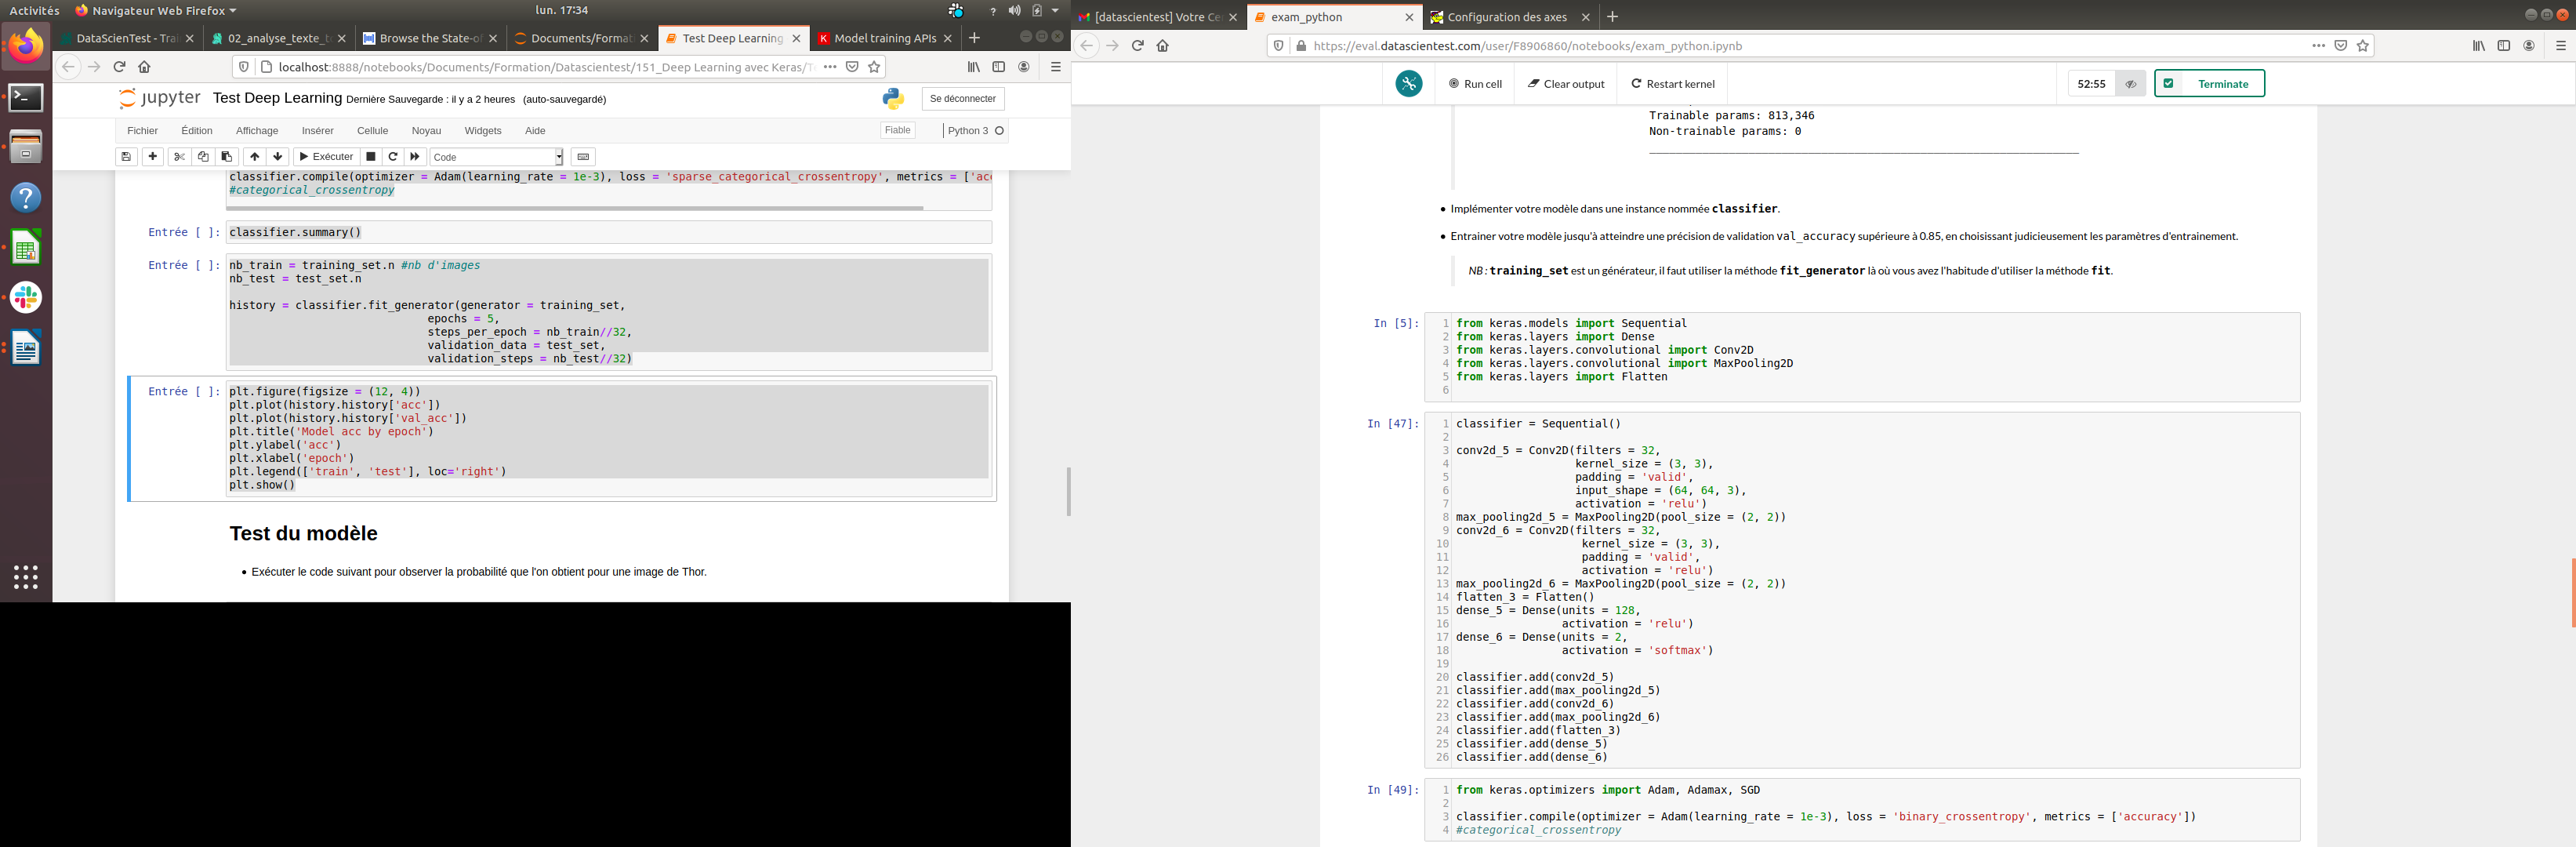 Activités
Navigateur Web Firefox
lun. 17:34
DataScienTest - Trai
02_analyse_texte_t
Browse the State-o
Documents/Format
Test Deep Learning
Model training APIs
localhost:8888/notebooks/Documents/Formation/Datascientest/151_Deep Learning avec Keras/T
jupyter
Test Deep Learning Dernière Sauvegarde : il y a 2 heures (auto-sauvegardé)
Se déconnecter
Fichier Édition Affichage Insérer Cellule Noyau Widgets Aide
Fiable
Python 3
Exécuter
Code
classifier.compile(optimizer = Adam(learning_rate = 1e-3), loss = 'sparse_categorical_crossentropy', metrics = ['acc
#categorical_crossentropy
Entrée [ ]: classifier.summary()
Entrée [ ]: nb_train = training_set.n #nb d'images
nb_test = test_set.n
history = classifier.fit_generator(generator = training_set,
epochs = 5,
steps_per_epoch = nb_train//32,
validation_data = test_set,
validation_steps = nb_test//32)
Entrée [ ]: plt.figure(figsize = (12, 4))
plt.plot(history.history['acc'])
plt.plot(history.history['val_acc'])
plt.title('Model acc by epoch')
plt.ylabel('acc')
plt.xlabel('epoch')
plt.legend(['train', 'test'], loc='right')
plt.show()
Test du modèle
• Exécuter le code suivant pour observer la probabilité que l'on obtient pour une image de Thor.
[datascientest] Votre Ce
exam_python
Configuration des axes
https://eval.datascientest.com/user/F8906860/notebooks/exam_python.ipynb
Run cell
Clear output
Restart kernel
52:55
Terminate
Trainable params: 813,346
Non-trainable params: 0
• Implémenter votre modèle dans une instance nommée classifier.
• Entrainer votre modèle jusqu'à atteindre une précision de validation val_accuracy supérieure à 0.85, en choisissant judicieusement les paramètres d'entrainement.
NB : training_set est un générateur, il faut utiliser la méthode fit_generator là où vous avez l'habitude d'utiliser la méthode fit.
In [5]:
1 from keras.models import Sequential
2 from keras.layers import Dense
3 from keras.layers.convolutional import Conv2D
4 from keras.layers.convolutional import MaxPooling2D
5 from keras.layers import Flatten
6
In [47]:
1 classifier = Sequential()
2
3 conv2d_5 = Conv2D(filters = 32,
4 kernel_size = (3, 3),
5 padding = 'valid',
6 input_shape = (64, 64, 3),
7 activation = 'relu')
8 max_pooling2d_5 = MaxPooling2D(pool_size = (2, 2))
9 conv2d_6 = Conv2D(filters = 32,
10 kernel_size = (3, 3),
11 padding = 'valid',
12 activation = 'relu')
13 max_pooling2d_6 = MaxPooling2D(pool_size = (2, 2))
14 flatten_3 = Flatten()
15 dense_5 = Dense(units = 128,
16 activation = 'relu')
17 dense_6 = Dense(units = 2,
18 activation = 'softmax')
19
20 classifier.add(conv2d_5)
21 classifier.add(max_pooling2d_5)
22 classifier.add(conv2d_6)
23 classifier.add(max_pooling2d_6)
24 classifier.add(flatten_3)
25 classifier.add(dense_5)
26 classifier.add(dense_6)
In [49]:
1 from keras.optimizers import Adam, Adamax, SGD
2
3 classifier.compile(optimizer = Adam(learning_rate = 1e-3), loss = 'binary_crossentropy', metrics = ['accuracy'])
4 #categorical_crossentropy